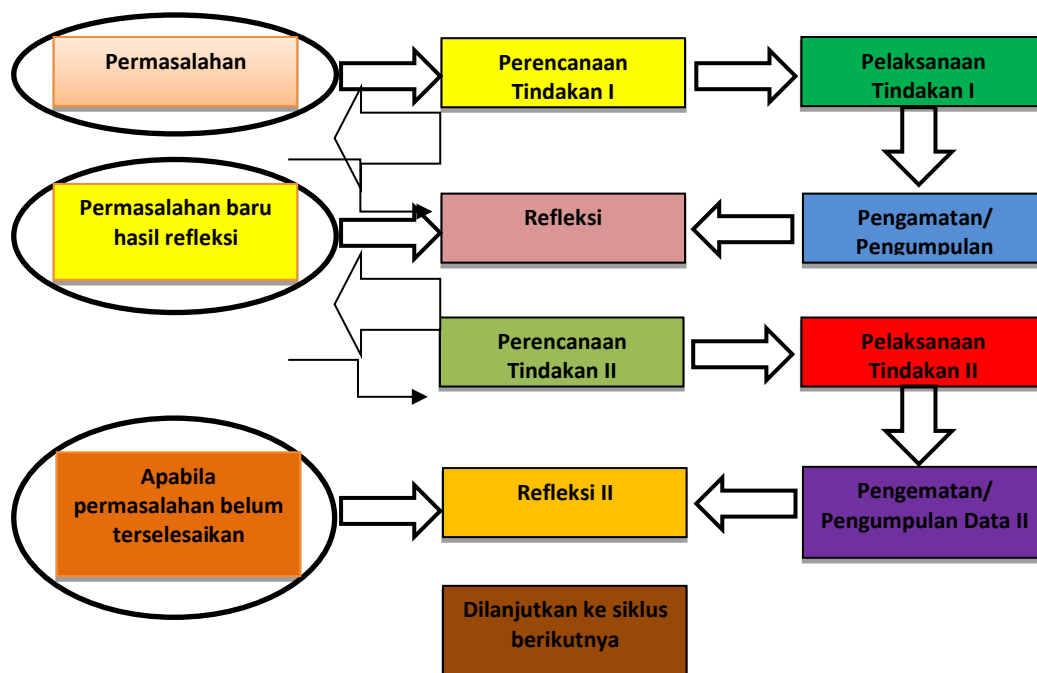 Permasalahan
Perencanaan
Tindakan I
Pelaksanaan
Tindakan I
Permasalahan baru
hasil refleksi
Refleksi
Pengamatan/
Pengumpulan
Perencanaan
Tindakan II
Pelaksanaan
Tindakan II
Apabila
permasalahan belum
terselesaikan
Refleksi II
Pengematan/
Pengumpulan Data II
Dilanjutkan ke siklus
berikutnya